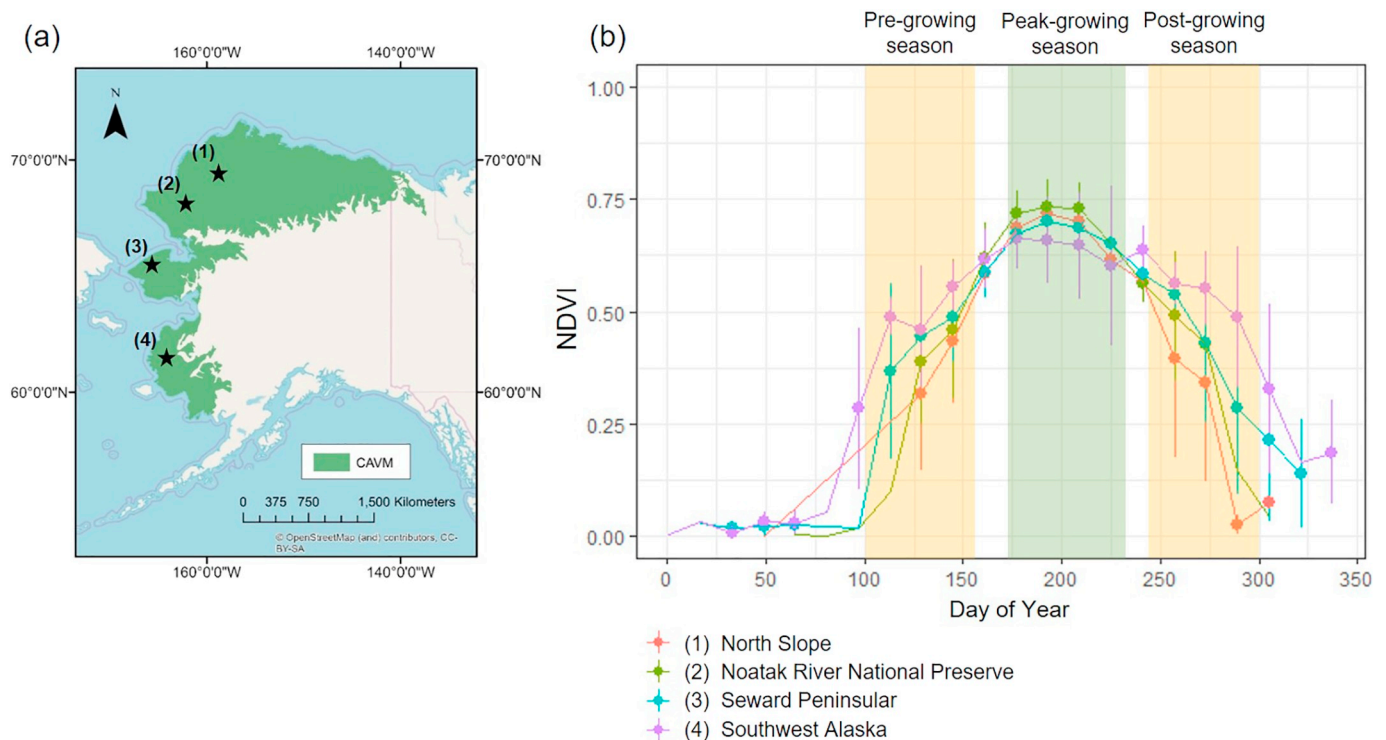 (a)
160°0'0"W
140°0'0"W
N
70°0'0"N
70°0'0"N
(1)
(2)
(3)
(4)
60°0'0"N
60°0'0"N
CAVM
0 375 750 1,500 Kilometers
© OpenStreetMap (and) contributors, CC-
BY-SA
160°0'0"W
140°0'0"W
(b)
Pre-growing
season
Peak-growing
season
Post-growing
season
1.00
0.75
0.50
0.25
0.00
NDVI
0 50 100 150 200 250 300 350
Day of Year
(1) North Slope
(2) Noatak River National Preserve
(3) Seward Peninsular
(4) Southwest Alaska